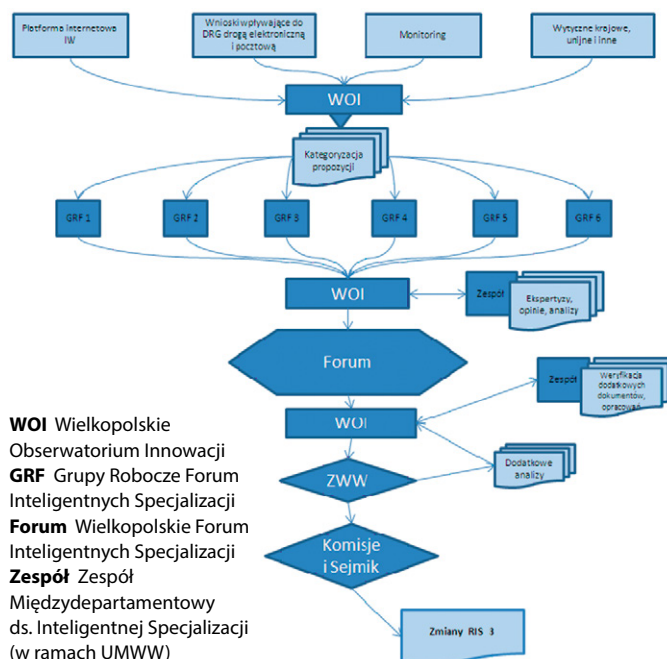 Platforma internetowa
IW
Wnioski wpływające do
DRG drogą elektroniczną
i pocztową
Monitoring
Wytyczne krajowe,
unijne i inne
WOI
Kategoryzacja
propozycji
GRF 1
GRF 2
GRF 3
GRF 4
GRF 5
GRF 6
WOI
Zespół
Ekspertyzy,
opinie, analizy
Forum
Zespół
Weryfikacja
dodatkowych
dokumentów,
opracowań
WOI
Dodatkowe
analizy
ZWW
Komisje
i Sejmik
Zmiany RIS 3
WOI Wielkopolskie
Obserwatorium Innowacji
GRF Grupy Robocze Forum
Inteligentnych Specjalizacji
Forum Wielkopolskie Forum
Inteligentnych Specjalizacji
Zespół Zespół
Międzydepartamentowy
ds. Inteligentnej Specjalizacji
(w ramach UMWW)